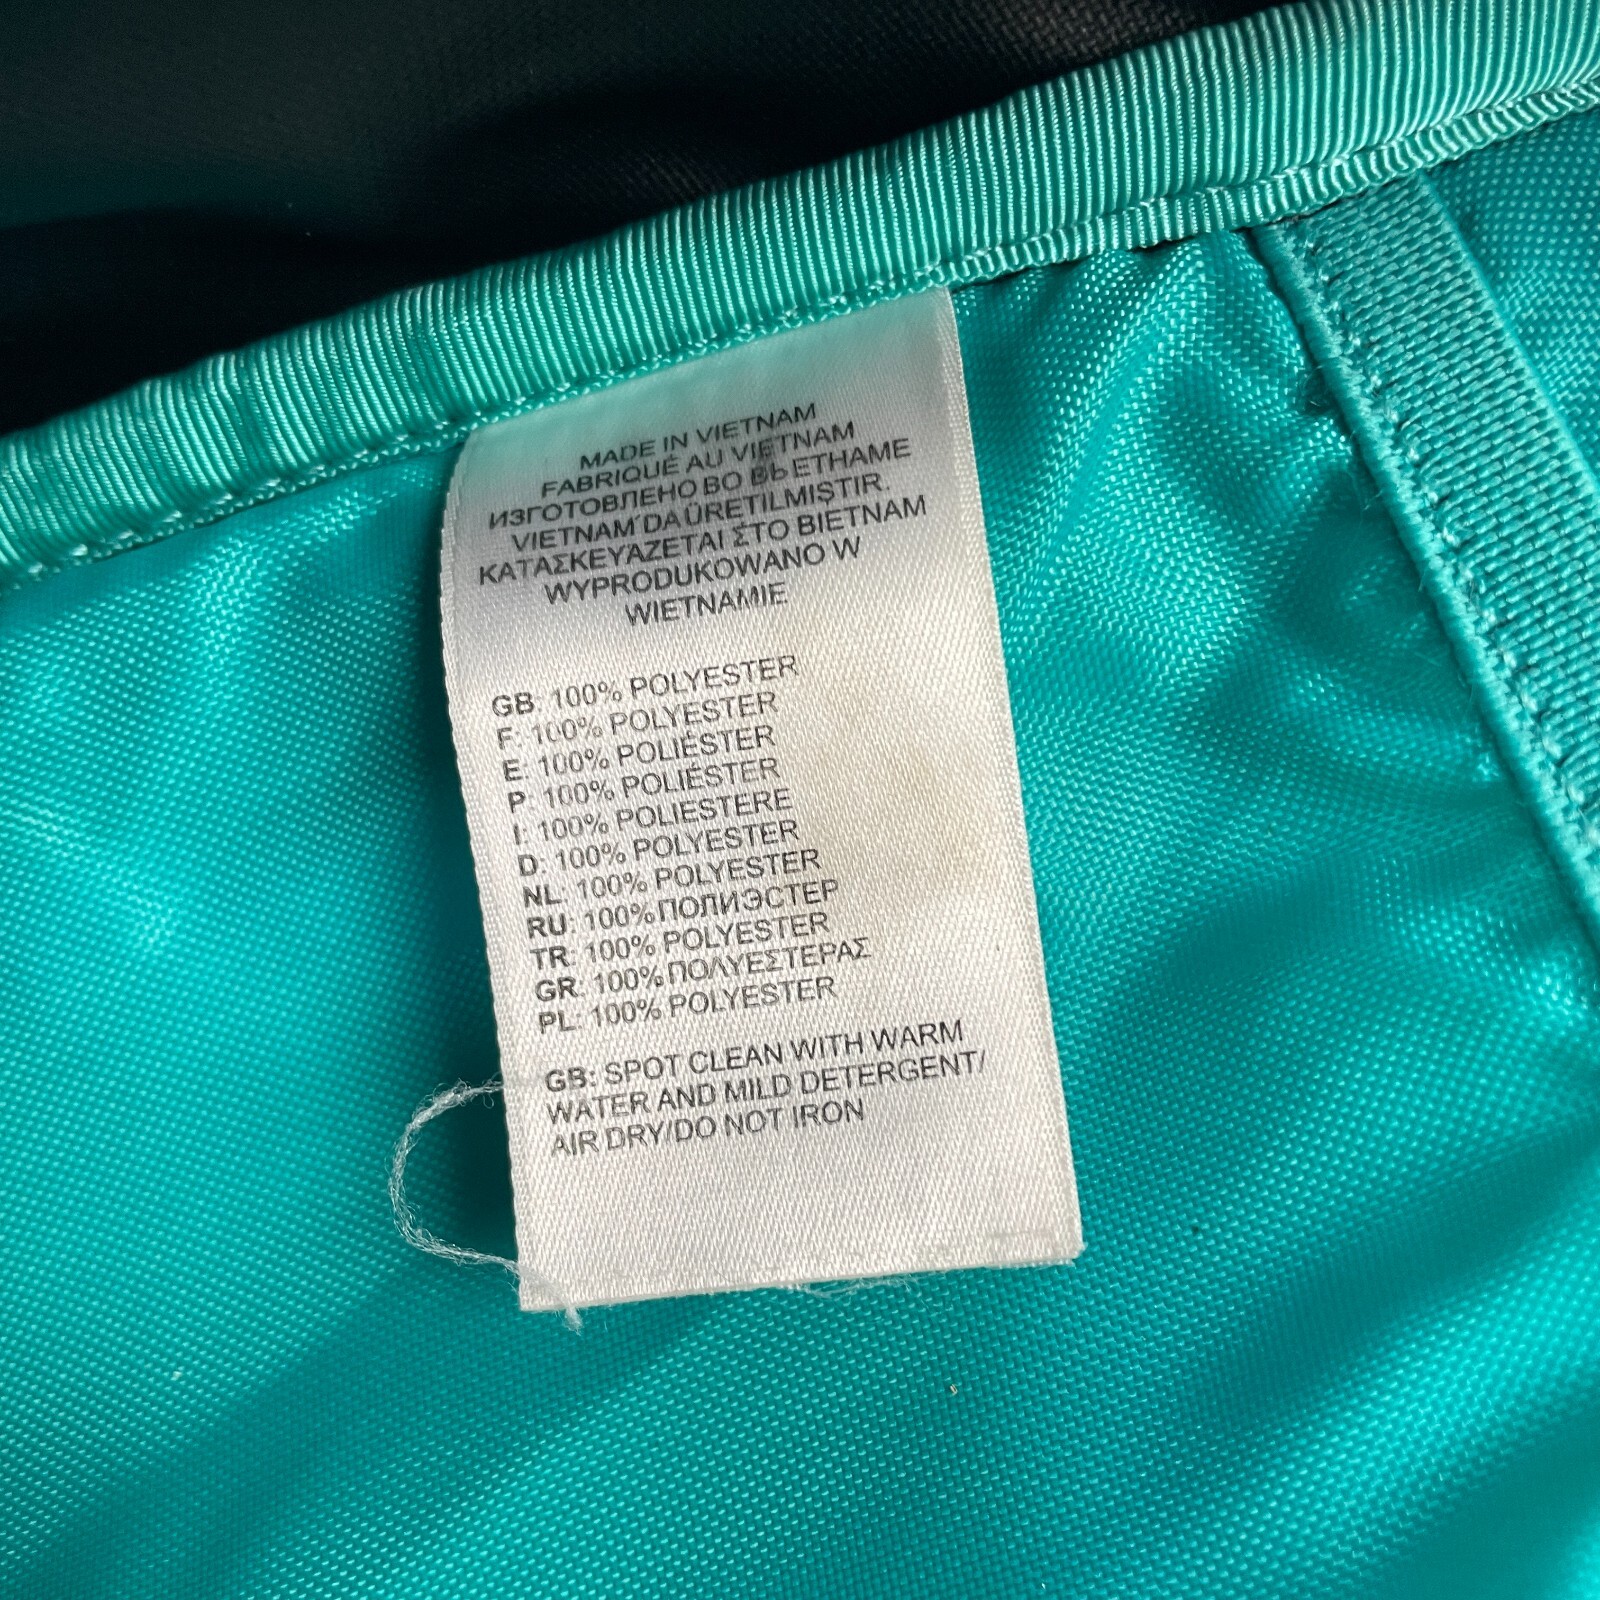 MADE IN VIETNAM
FABRIQUÉ AU VIETNAM
ИЗГОТОВЛЕНО ВО ВЬЕТНАМЕ
VIETNAM'DA ÜRETILMIŞTIR.
ΚΑΤΑΣΚΕΥΑΖΕΤΑΙ ΣΤΟ ΒΙΕΤΝΑΜ
WYPRODUKOWANO W
WIETNAMIE
GB: 100% POLYESTER
F: 100% POLYESTER
E: 100% POLIÉSTER
P: 100% POLIÉSTER
I: 100% POLIESTERE
D: 100% POLYESTER
NL: 100% POLYESTER
RU: 100% ПОЛИЭСТЕР
TR: 100% POLYESTER
GR: 100% ΠΟΛΥΕΣΤΕΡΑΣ
PL: 100% POLYESTER
GB: SPOT CLEAN WITH WARM
WATER AND MILD DETERGENT/
AIR DRY/DO NOT IRON